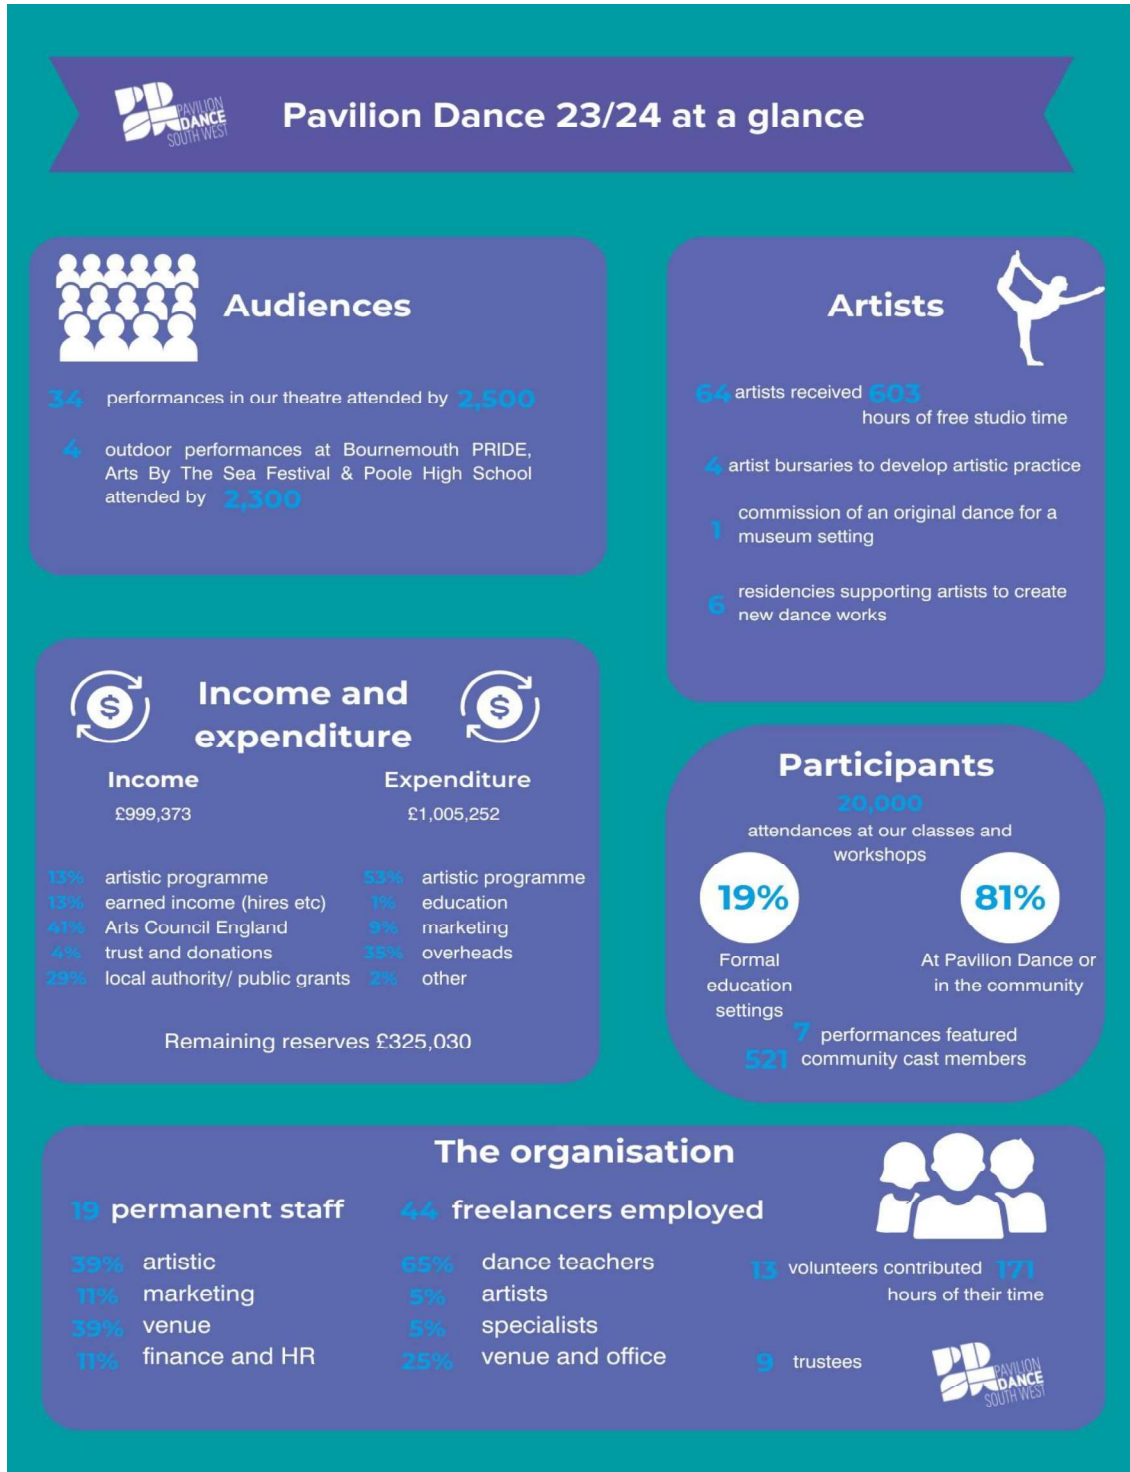 PAVILION
DANCE
SOUTH WEST
Pavilion Dance 23/24 at a glance
Audiences
34 performances in our theatre attended by 2,500
4 outdoor performances at Bournemouth PRIDE,
Arts By The Sea Festival & Poole High School
attended by 2,300
Artists
64 artists received 603
hours of free studio time
4 artist bursaries to develop artistic practice
1 commission of an original dance for a
museum setting
6 residencies supporting artists to create
new dance works
Income and
expenditure
Income
£999,373
13% artistic programme
13% earned income (hires etc)
41% Arts Council England
4% trust and donations
29% local authority/ public grants
Expenditure
£1,005,252
53% artistic programme
1% education
9% marketing
35% overheads
2% other
Remaining reserves £325,030
Participants
20,000
attendances at our classes and
workshops
19%
Formal
education
settings
81%
At Pavilion Dance or
in the community
7 performances featured
521 community cast members
The organisation
19 permanent staff
39% artistic
11% marketing
39% venue
11% finance and HR
44 freelancers employed
65% dance teachers
5% artists
5% specialists
25% venue and office
13 volunteers contributed 171
hours of their time
9 trustees
PAVILION
DANCE
SOUTH WEST